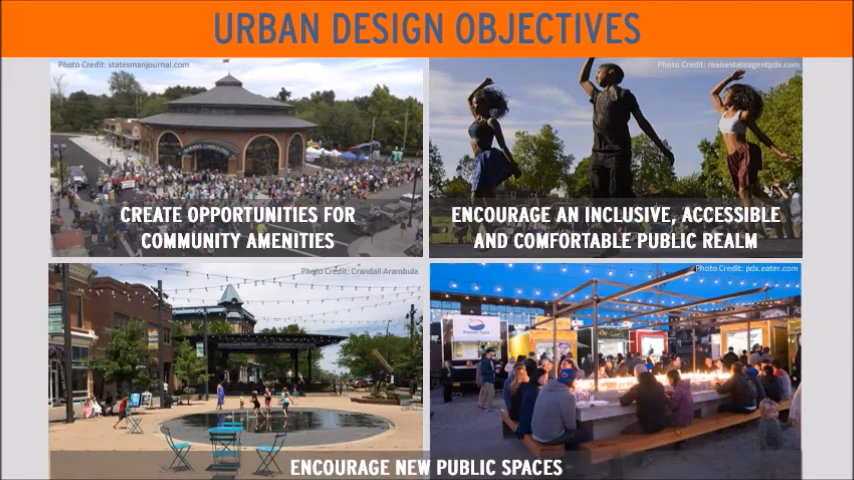 URBAN DESIGN OBJECTIVES
Photo Credit: statesmanjournal.com
Photo Credit: realestateagentpdx.com
CREATE OPPORTUNITIES FOR
COMMUNITY AMENITIES
ENCOURAGE AN INCLUSIVE, ACCESSIBLE
AND COMFORTABLE PUBLIC REALM
Photo Credit: Crandall Arambula
Photo Credit: pdx.eater.com
ENCOURAGE NEW PUBLIC SPACES